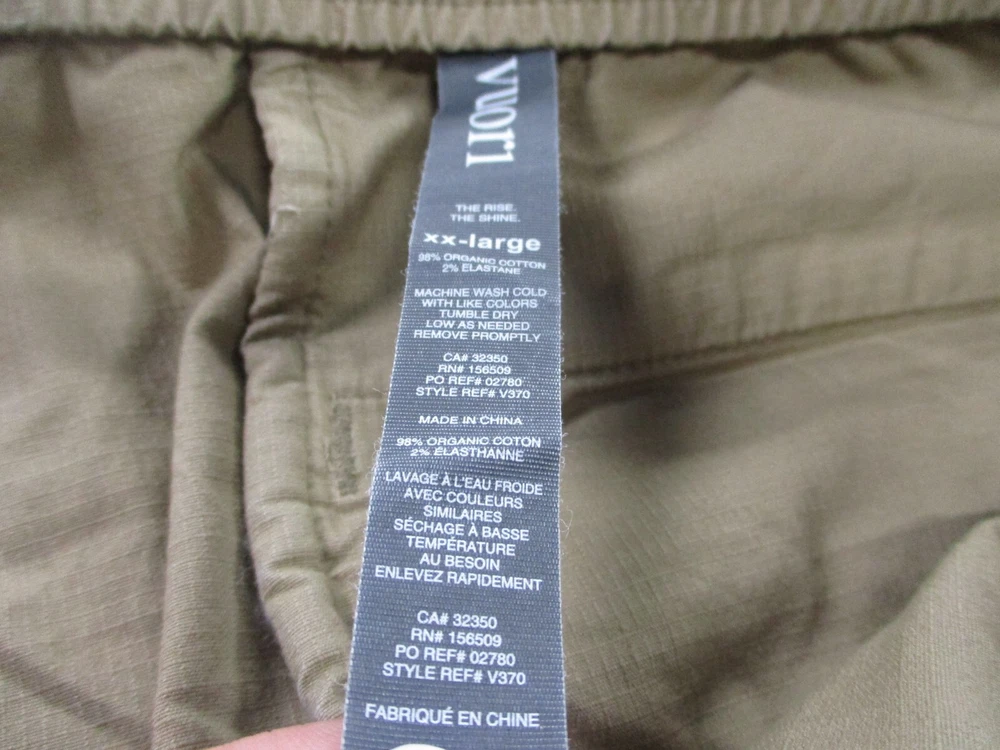 vuori
THE RISE.
THE SHINE.
xx-large
98% ORGANIC COTTON
2% ELASTANE
MACHINE WASH COLD
WITH LIKE COLORS
TUMBLE DRY
LOW AS NEEDED
REMOVE PROMPTLY
CA# 32350
RN# 156509
PO REF# 02780
STYLE REF# V370
MADE IN CHINA
98% ORGANIC COTON
2% ELASTHANNE
LAVAGE À L'EAU FROIDE
AVEC COULEURS
SIMILAIRES
SÉCHAGE À BASSE
TEMPÉRATURE
AU BESOIN
ENLEVEZ RAPIDEMENT
CA# 32350
RN# 156509
PO REF# 02780
STYLE REF# V370
FABRIQUÉ EN CHINE